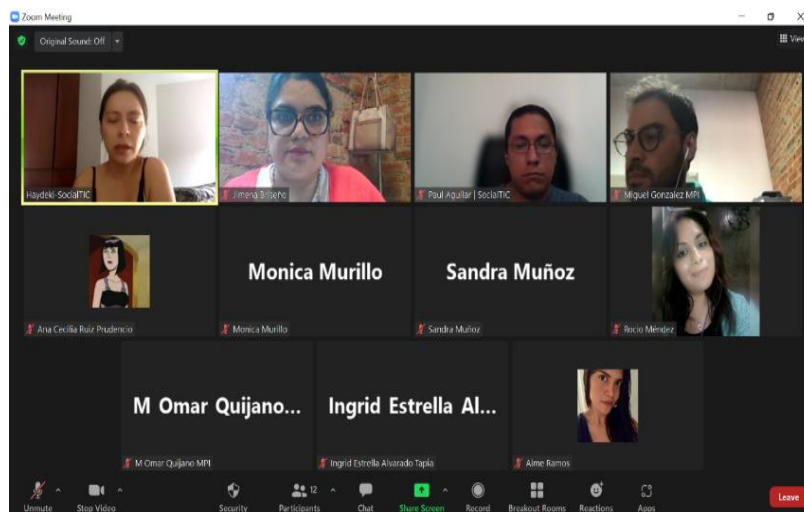 Zoom Meeting
Original Sound: Off
View
Haydeki-SocialTIC
Jimena Briseño
Paul Aguilar | SocialTIC
Miguel Gonzalez MPI
Monica Murillo
Sandra Muñoz
Ana Cecilia Ruiz Prudencio
Monica Murillo
Sandra Muñoz
Rocio Méndez
M Omar Quijano...
Ingrid Estrella Al...
M Omar Quijano MPI
Ingrid Estrella Alvarado Tapia
Alme Ramos
Unmute
Stop Video
Security
Participants
12
Chat
Share Screen
Record
Breakout Rooms
Reactions
Apps
Leave